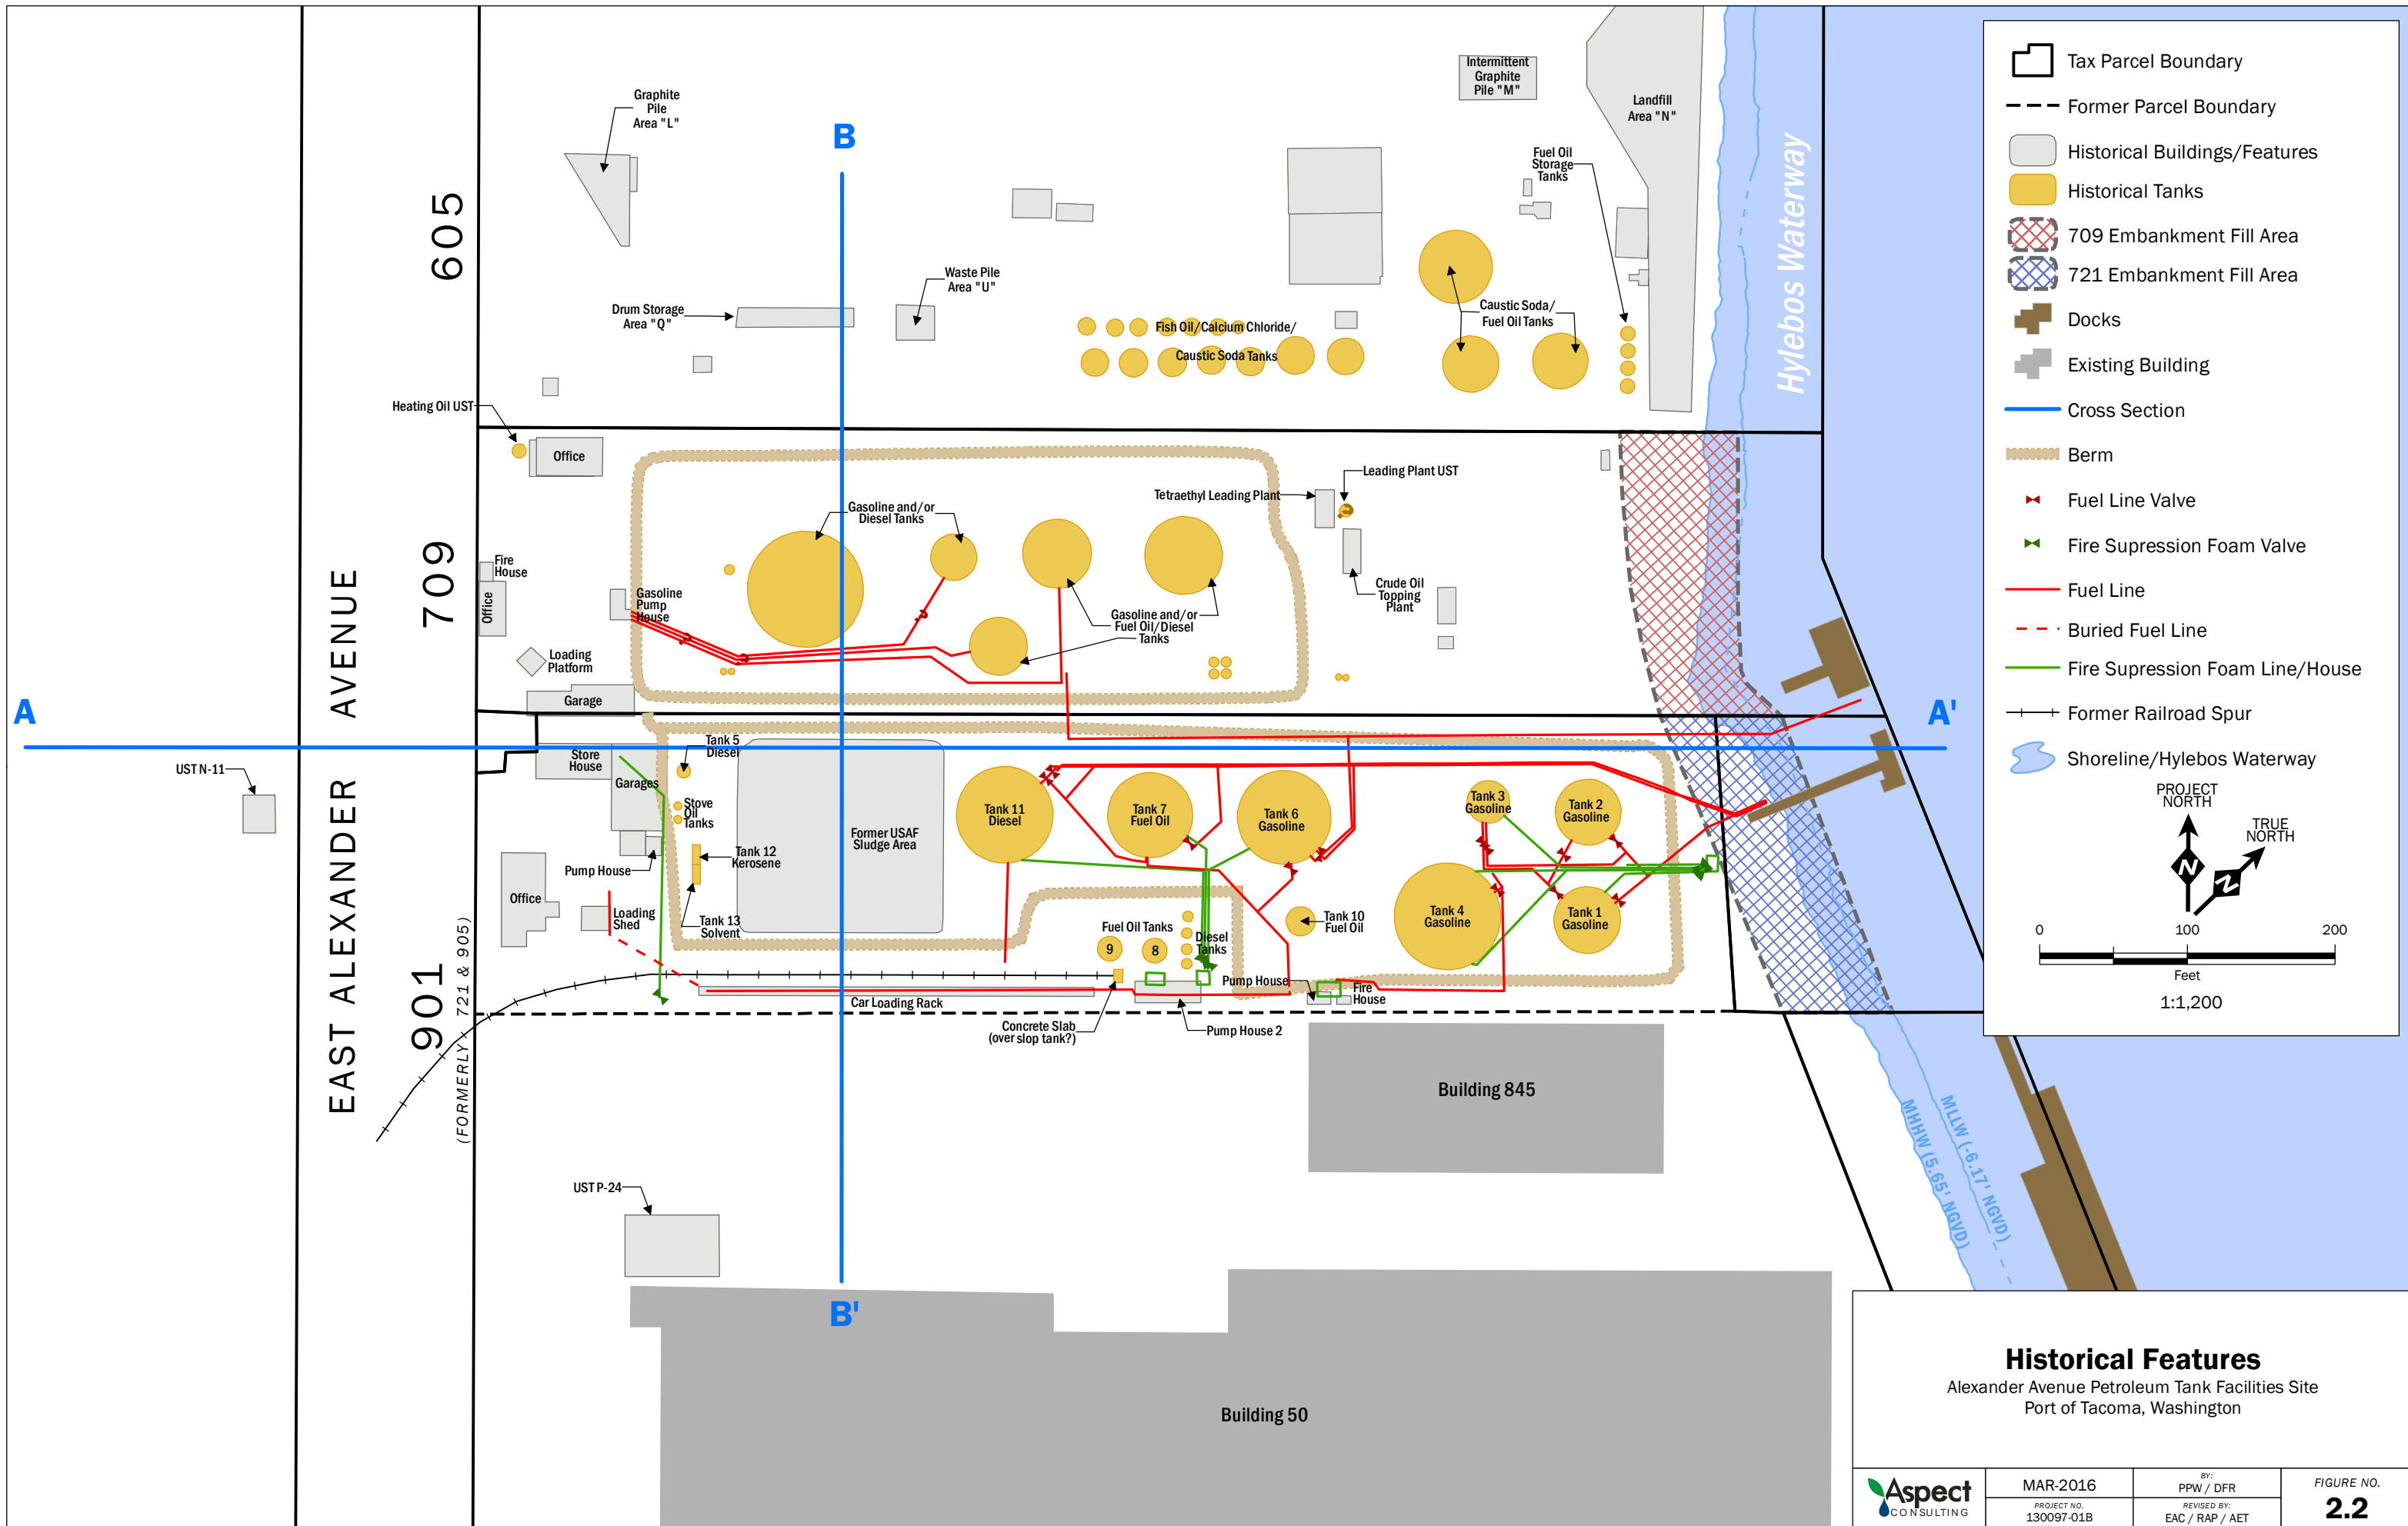 Graphite
Pile
Area "L"
B
Intermittent
Graphite
Pile "M"
Landfill
Area "N"
Fuel Oil
Storage
Tanks
Hylebos Waterway
605
Waste Pile
Area "U"
Drum Storage
Area "Q"
Fish Oil/Calcium Chloride/
Caustic Soda Tanks
Caustic Soda/
Fuel Oil Tanks
Heating Oil UST
Office
Leading Plant UST
Tetraethyl Leading Plant
Gasoline and/or
Diesel Tanks
709
Fire
House
Office
Gasoline
Pump
House
Crude Oil
Topping
Plant
Gasoline and/or
Fuel Oil/Diesel
Tanks
Loading
Platform
Garage
A
A'
EAST ALEXANDER AVENUE
Store
House
Garages
Tank 5
Diesel
UST N-11
Stove
Oil
Tanks
Former USAF
Sludge Area
Tank 11
Diesel
Tank 7
Fuel Oil
Tank 6
Gasoline
Tank 3
Gasoline
Tank 2
Gasoline
Tank 12
Kerosene
Pump House
Office
Loading
Shed
Tank 13
Solvent
Fuel Oil Tanks
9
8
Diesel
Tanks
Tank 10
Fuel Oil
Tank 4
Gasoline
Tank 1
Gasoline
901
(FORMERLY 721 & 905)
Car Loading Rack
Pump House
Fire
House
Concrete Slab
(over slop tank?)
Pump House 2
Building 845
MHHW (5.65' NGVD)
MLLW (-6.17' NGVD)
UST P-24
B'
Building 50
Tax Parcel Boundary
Former Parcel Boundary
Historical Buildings/Features
Historical Tanks
709 Embankment Fill Area
721 Embankment Fill Area
Docks
Existing Building
Cross Section
Berm
Fuel Line Valve
Fire Supression Foam Valve
Fuel Line
Buried Fuel Line
Fire Supression Foam Line/House
Former Railroad Spur
Shoreline/Hylebos Waterway
PROJECT
NORTH
TRUE
NORTH
N
N
0 100 200
Feet
1:1,200
Historical Features
Alexander Avenue Petroleum Tank Facilities Site
Port of Tacoma, Washington
Aspect
CONSULTING
MAR-2016
PROJECT NO.
130097-01B
BY:
PPW / DFR
REVISED BY:
EAC / RAP / AET
FIGURE NO.
2.2